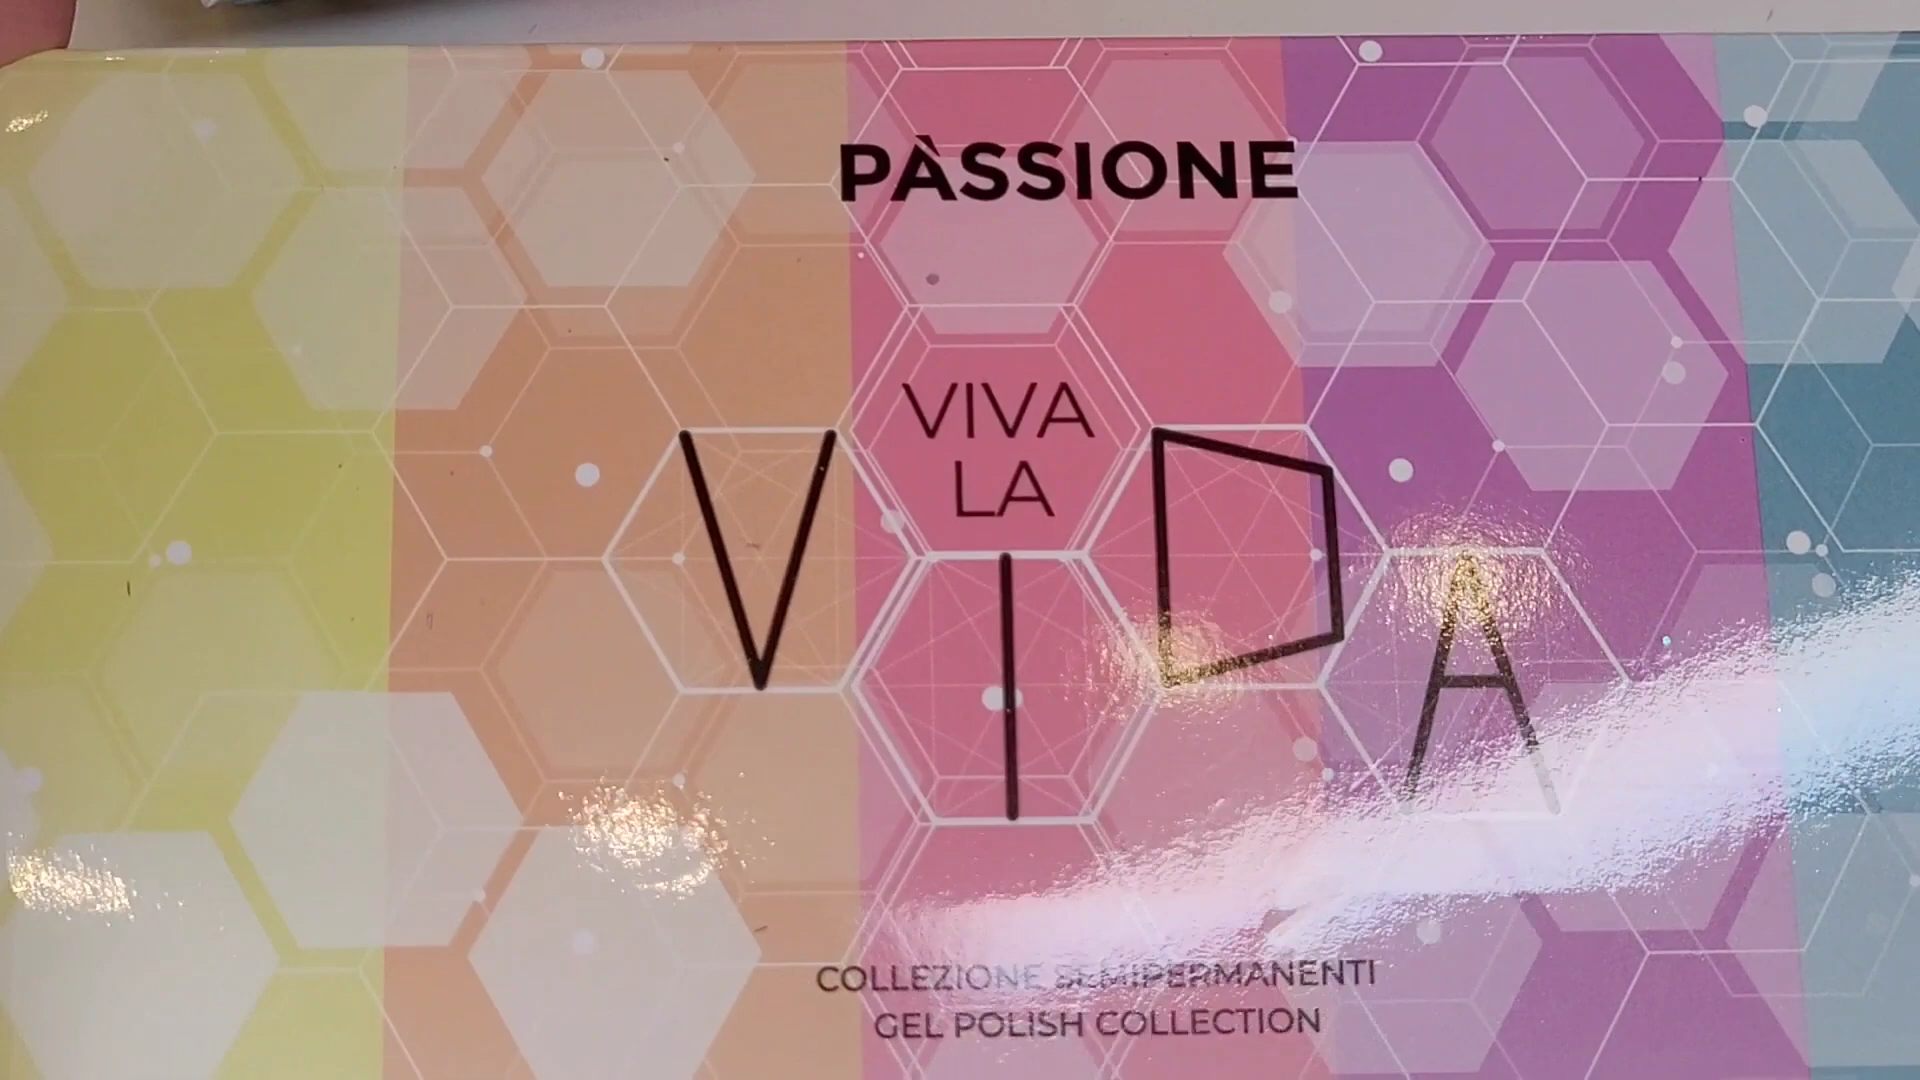 PÀSSIONE
VIVA
LA
VIDA
COLLEZIONE SEMIPERMANENTI
GEL POLISH COLLECTION